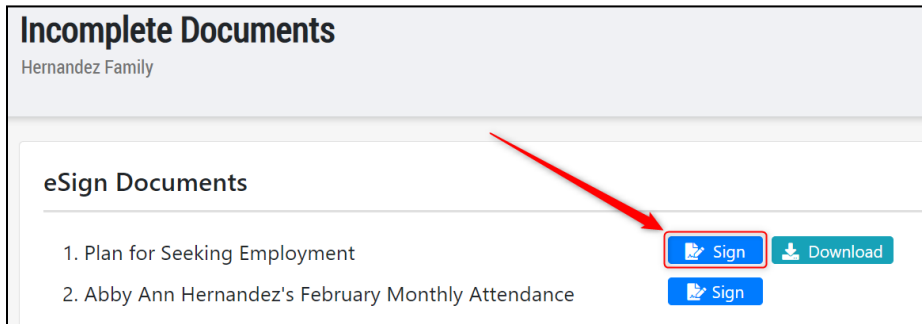 Incomplete Documents
Hernandez Family
eSign Documents
1. Plan for Seeking Employment Sign Download
2. Abby Ann Hernandez's February Monthly Attendance Sign